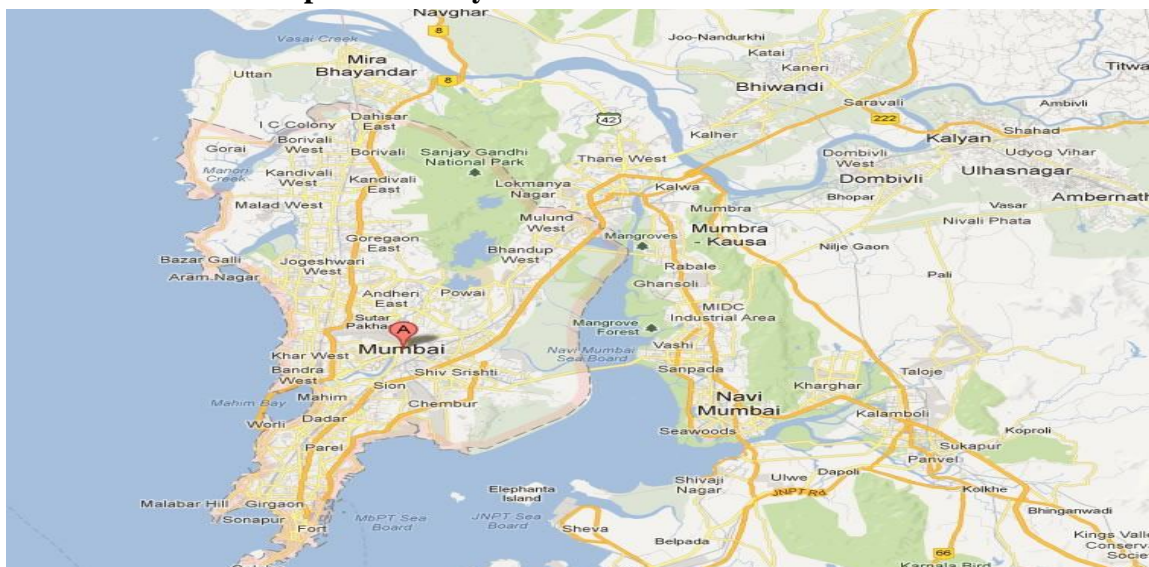 Navghar
Vasai Creek
8
Joo-Nandurkhi
Katai
Kaneri
Titwa
Mira
Bhayandar
Uttan
8
Bhiwandi
Saravali
Ambivli
222
42
I C Colony
Dahisar
East
Kalher
Kalyan
Shahad
Gorai
Borivali
West
Borivali
Sanjay Gandhi
National Park
Thane West
Dombivli
West
Udyog Vihar
Ulhasnagar
Manori
Creek
Kandivali
West
Kandivali
East
Lokmanya
Nagar
Kalwa
Dombivli
Bhopar
Ambernath
Vasar
Malad West
Mulund
West
Mumbra
Nivali Phata
Goregaon
East
Mangroves
Mumbra
- Kausa
Nilje Gaon
Bazar Galli
Jogeshwari
West
Bhandup
West
Rabale
Pali
Aram Nagar
Ghansoli
Andheri
East
Powai
MIDC
Industrial Area
Sutar
Pakha
A
Mangrove
Forest
Mumbai
Navi Mumbai
Sea Board
Vashi
Khar West
Bandra
West
Sion
Shiv Srishti
Sanpada
Taloje
Kharghar
Mahim Bay
Mahim
Chembur
Navi
Mumbai
Kalamboli
Worli
Dadar
Seawoods
Koproli
Parel
Sukapur
Panvel
Malabar Hill
Girgaon
Sonapur
Fort
Elephanta
Island
Shivaji
Nagar
Ulwe
Dapoli
JNPT Rd
Kolkhe
MbPT Sea
Board
JNPT Sea
Board
Sheva
Belpada
Bhinganwadi
66
Kings Valle
Conserva
Socie
Karnala Bird